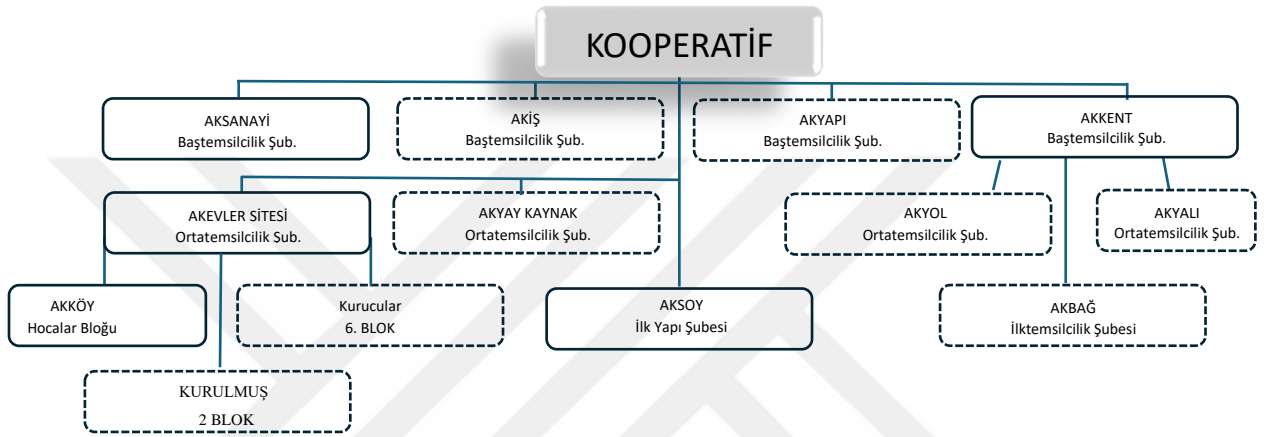 KOOPERATİF
AKSANAYİ
Baştemsilcilik Şub.
AKİŞ
Baştemsilcilik Şub.
AKYAPI
Baştemsilcilik Şub.
AKKENT
Baştemsilcilik Şub.
AKEVLER SİTESİ
Ortatemsilcilik Şub.
AKYAY KAYNAK
Ortatemsilcilik Şub.
AKYOL
Ortatemsilcilik Şub.
AKYALI
Ortatemsilcilik Şub.
AKKÖY
Hocalar Bloğu
Kurucular
6. BLOK
AKSOY
İlk Yapı Şubesi
AKBAĞ
İlktemsilcilik Şubesi
KURULMUŞ
2 BLOK